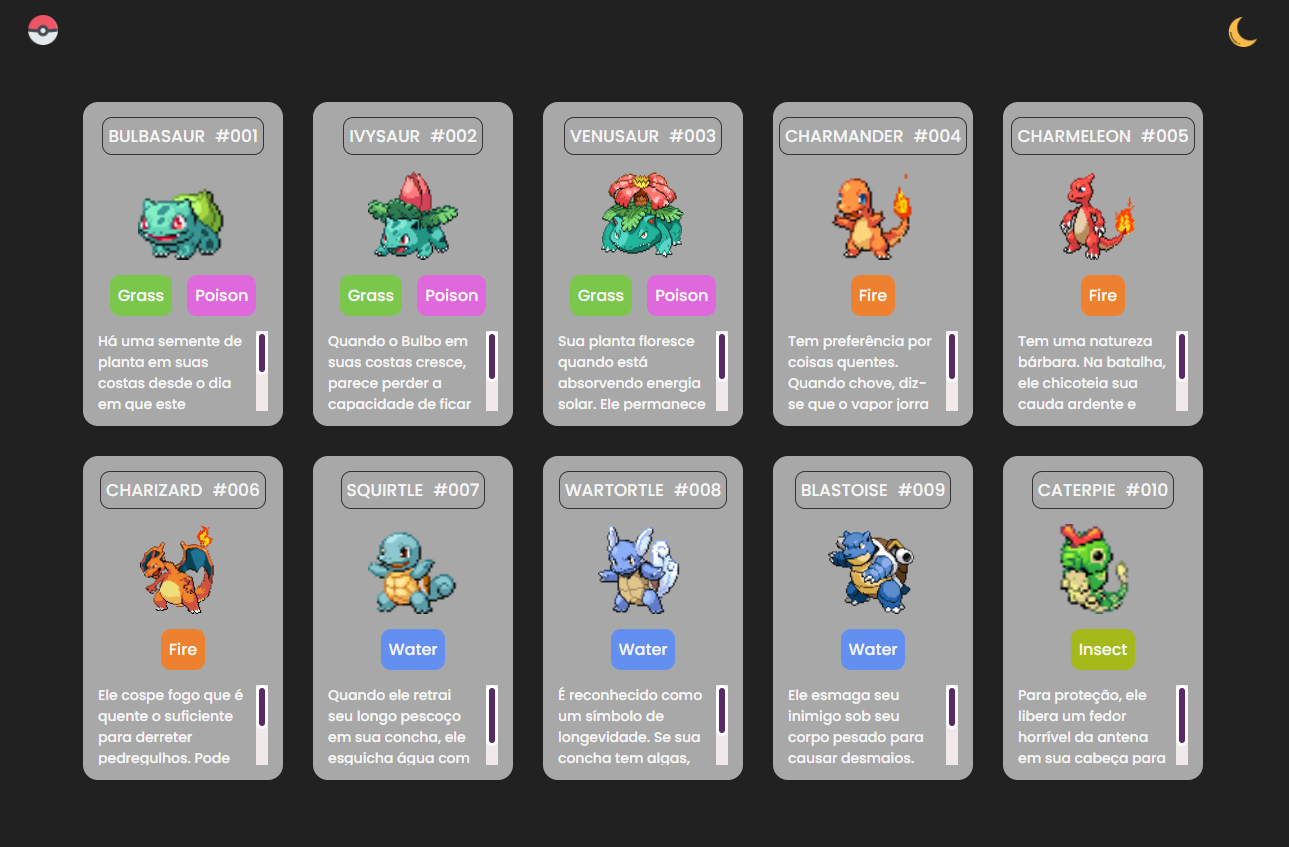 BULBASAUR #001
Grass Poison
Há uma semente de
planta em suas
costas desde o dia
em que este
IVYSAUR #002
Grass Poison
Quando o Bulbo em
suas costas cresce,
parece perder a
capacidade de ficar
VENUSAUR #003
Grass Poison
Sua planta floresce
quando está
absorvendo energia
solar. Ele permanece
CHARMANDER #004
Fire
Tem preferência por
coisas quentes.
Quando chove, diz-
se que o vapor jorra
CHARMELEON #005
Fire
Tem uma natureza
bárbara. Na batalha,
ele chicoteia sua
cauda ardente e
CHARIZARD #006
Fire
Ele cospe fogo que é
quente o suficiente
para derreter
pedregulhos. Pode
SQUIRTLE #007
Water
Quando ele retrai
seu longo pescoço
em sua concha, ele
esguicha água com
WARTORTLE #008
Water
É reconhecido como
um símbolo de
longevidade. Se sua
concha tem algas,
BLASTOISE #009
Water
Ele esmaga seu
inimigo sob seu
corpo pesado para
causar desmaios.
CATERPIE #010
Insect
Para proteção, ele
libera um fedor
horrível da antena
em sua cabeça para